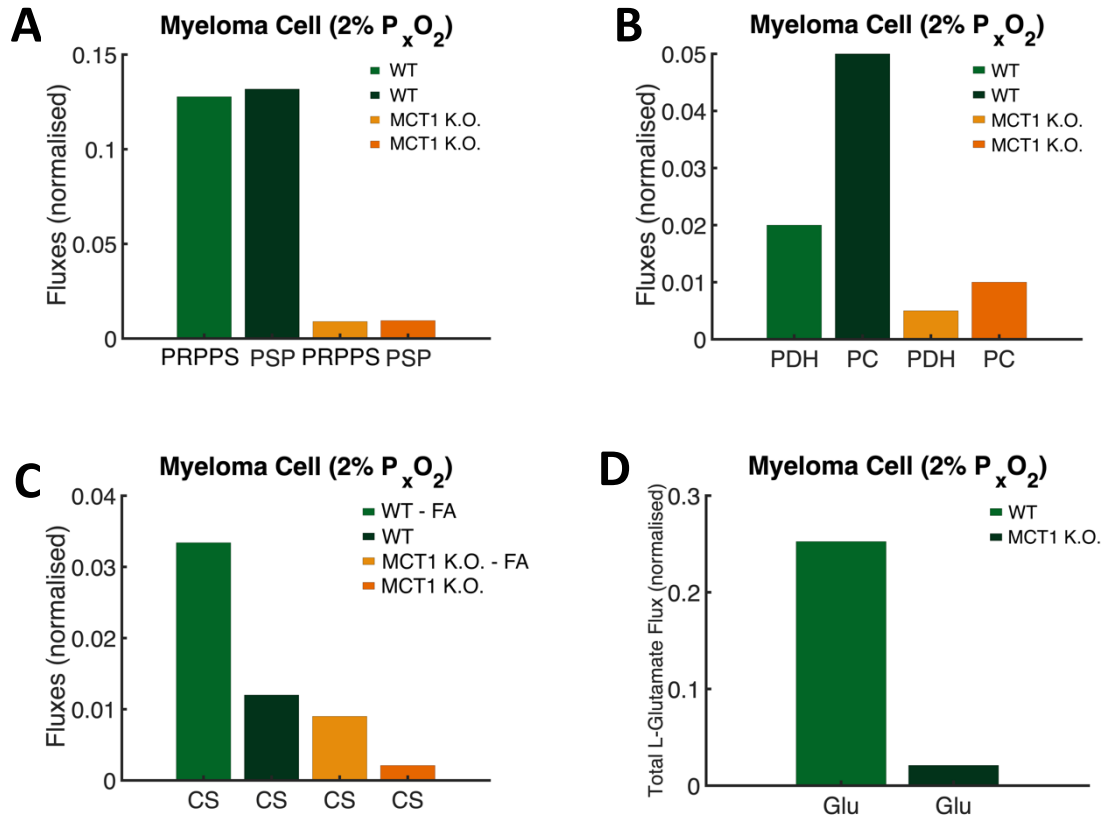 A
Myeloma Cell (2% PxO2)
Fluxes (normalised)
0.15
0.1
0.05
0
WT
WT
MCT1 K.O.
MCT1 K.O.
PRPPS PSP PRPPS PSP
B
Myeloma Cell (2% PxO2)
Fluxes (normalised)
0.05
0.04
0.03
0.02
0.01
0
WT
WT
MCT1 K.O.
MCT1 K.O.
PDH PC PDH PC
C
Myeloma Cell (2% PxO2)
Fluxes (normalised)
0.04
0.03
0.02
0.01
0
WT - FA
WT
MCT1 K.O. - FA
MCT1 K.O.
CS CS CS CS
D
Myeloma Cell (2% PxO2)
Total L-Glutamate Flux (normalised)
0.3
0.2
0.1
0
WT
MCT1 K.O.
Glu Glu